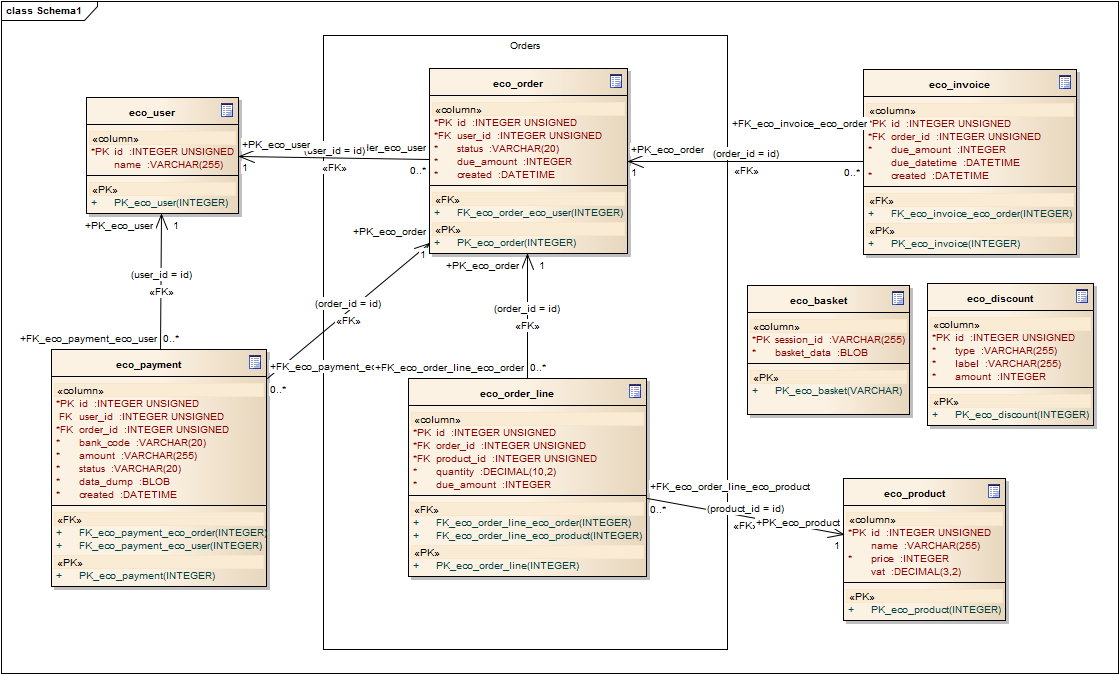 class Schema1
Orders
eco_user
«column»
*PK id :INTEGER UNSIGNED
name :VARCHAR(255)
«PK»
+ PK_eco_user(INTEGER)
eco_order
«column»
*PK id :INTEGER UNSIGNED
*FK user_id :INTEGER UNSIGNED
* status :VARCHAR(20)
* due_amount :INTEGER
* created :DATETIME
«FK»
+ FK_eco_order_eco_user(INTEGER)
«PK»
+ PK_eco_order(INTEGER)
eco_invoice
«column»
*PK id :INTEGER UNSIGNED
*FK order_id :INTEGER UNSIGNED
* due_amount :INTEGER
due_datetime :DATETIME
* created :DATETIME
«FK»
+ FK_eco_invoice_eco_order(INTEGER)
«PK»
+ PK_eco_invoice(INTEGER)
+PK_eco_user
(user_id = id)
ler_eco_user
1
«FK»
0..*
+PK_eco_order
(order_id = id)
+FK_eco_invoice_eco_order
1
«FK»
0..*
+PK_eco_user
1
(user_id = id)
«FK»
+FK_eco_payment_eco_user
0..*
+PK_eco_order
1
(order_id = id)
«FK»
+FK_eco_payment_ec
0..*
+PK_eco_order
1
(order_id = id)
«FK»
+FK_eco_order_line_eco_order
0..*
eco_basket
«column»
*PK session_id :VARCHAR(255)
* basket_data :BLOB
«PK»
+ PK_eco_basket(VARCHAR)
eco_discount
«column»
*PK id :INTEGER UNSIGNED
type :VARCHAR(255)
label :VARCHAR(255)
* amount :INTEGER
«PK»
+ PK_eco_discount(INTEGER)
eco_payment
«column»
*PK id :INTEGER UNSIGNED
FK user_id :INTEGER UNSIGNED
*FK order_id :INTEGER UNSIGNED
* bank_code :VARCHAR(20)
* amount :VARCHAR(255)
* status :VARCHAR(20)
* data_dump :BLOB
* created :DATETIME
«FK»
+ FK_eco_payment_eco_order(INTEGER)
+ FK_eco_payment_eco_user(INTEGER)
«PK»
+ PK_eco_payment(INTEGER)
eco_order_line
«column»
*PK id :INTEGER UNSIGNED
*FK order_id :INTEGER UNSIGNED
*FK product_id :INTEGER UNSIGNED
* quantity :DECIMAL(10,2)
* due_amount :INTEGER
«FK»
+ FK_eco_order_line_eco_order(INTEGER)
+ FK_eco_order_line_eco_product(INTEGER)
«PK»
+ PK_eco_order_line(INTEGER)
+FK_eco_order_line_eco_product
0..*
(product_id = id)
«FK»
+PK_eco_product
1
eco_product
«column»
*PK id :INTEGER UNSIGNED
name :VARCHAR(255)
* price :INTEGER
vat :DECIMAL(3,2)
«PK»
+ PK_eco_product(INTEGER)